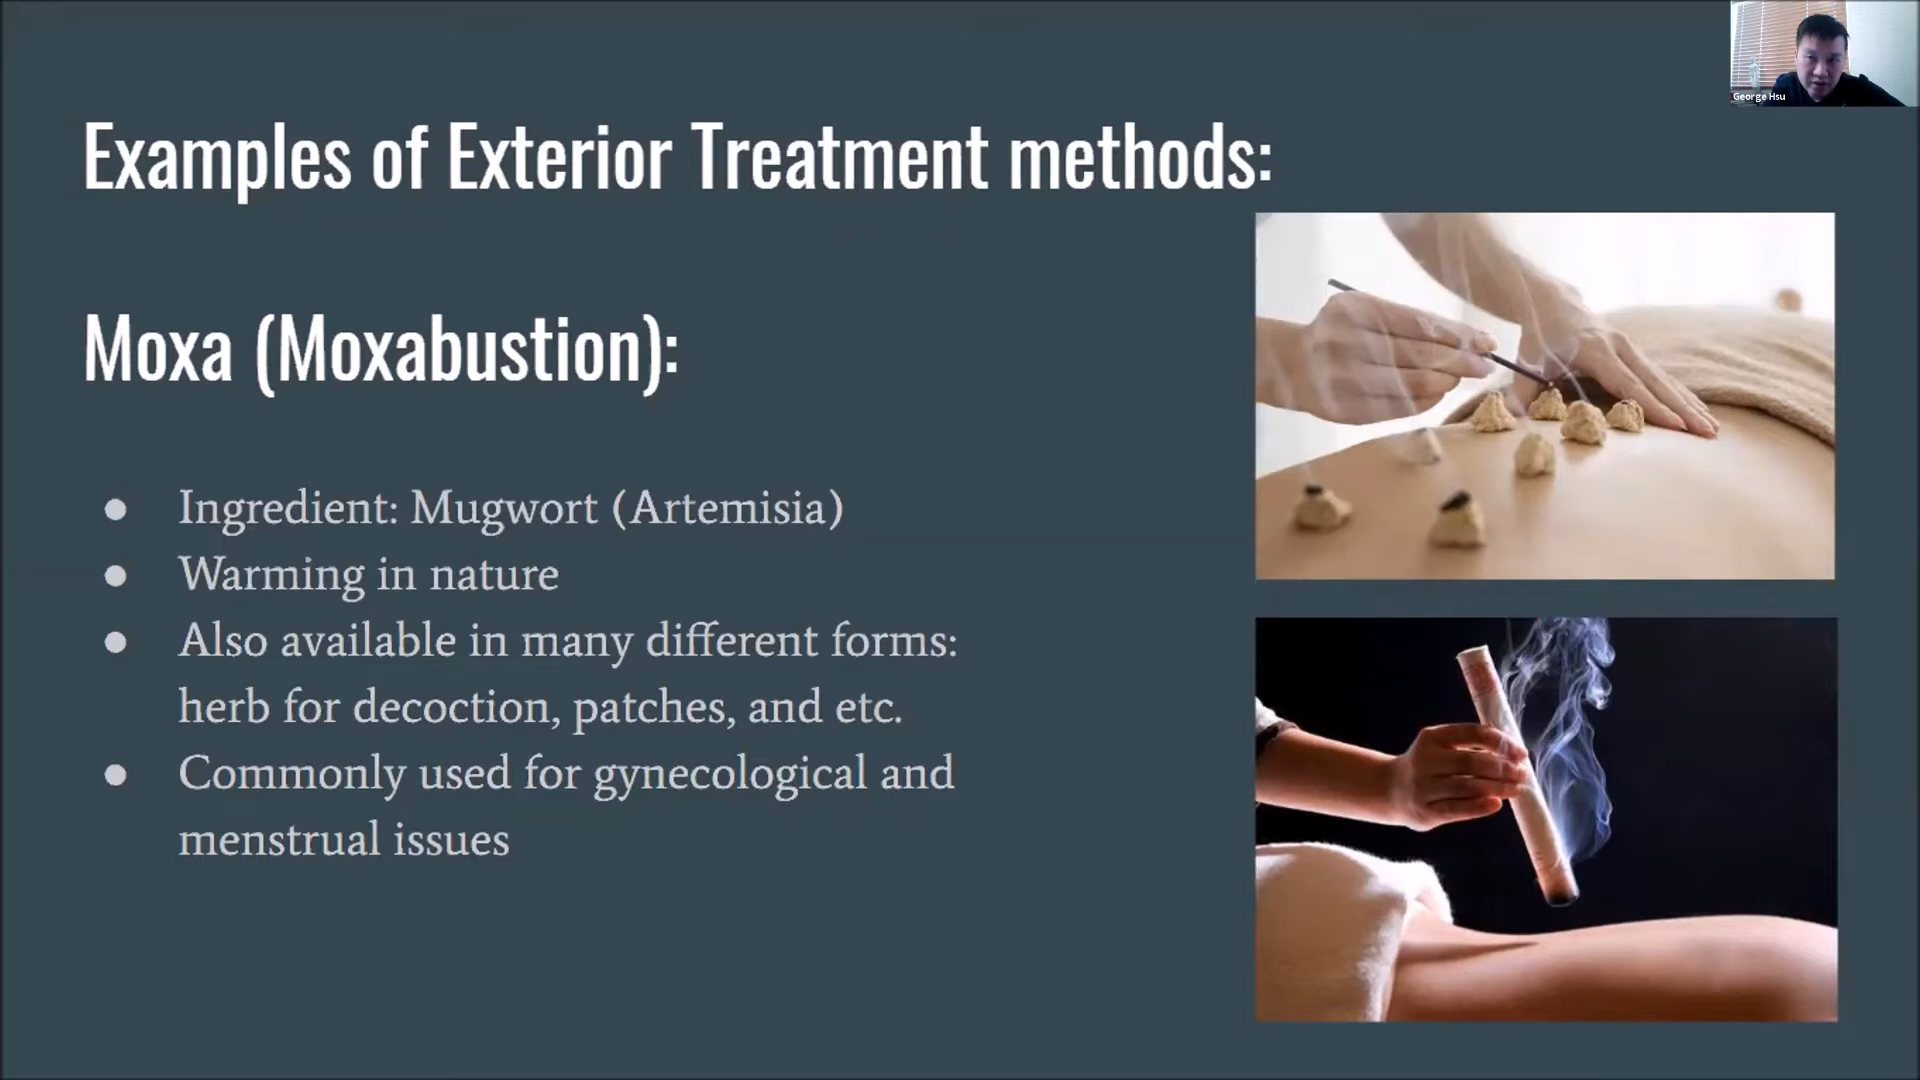 George Hsu
Examples of Exterior Treatment methods:
Moxa (Moxabustion):
● Ingredient: Mugwort (Artemisia)
● Warming in nature
● Also available in many different forms:
herb for decoction, patches, and etc.
● Commonly used for gynecological and
menstrual issues